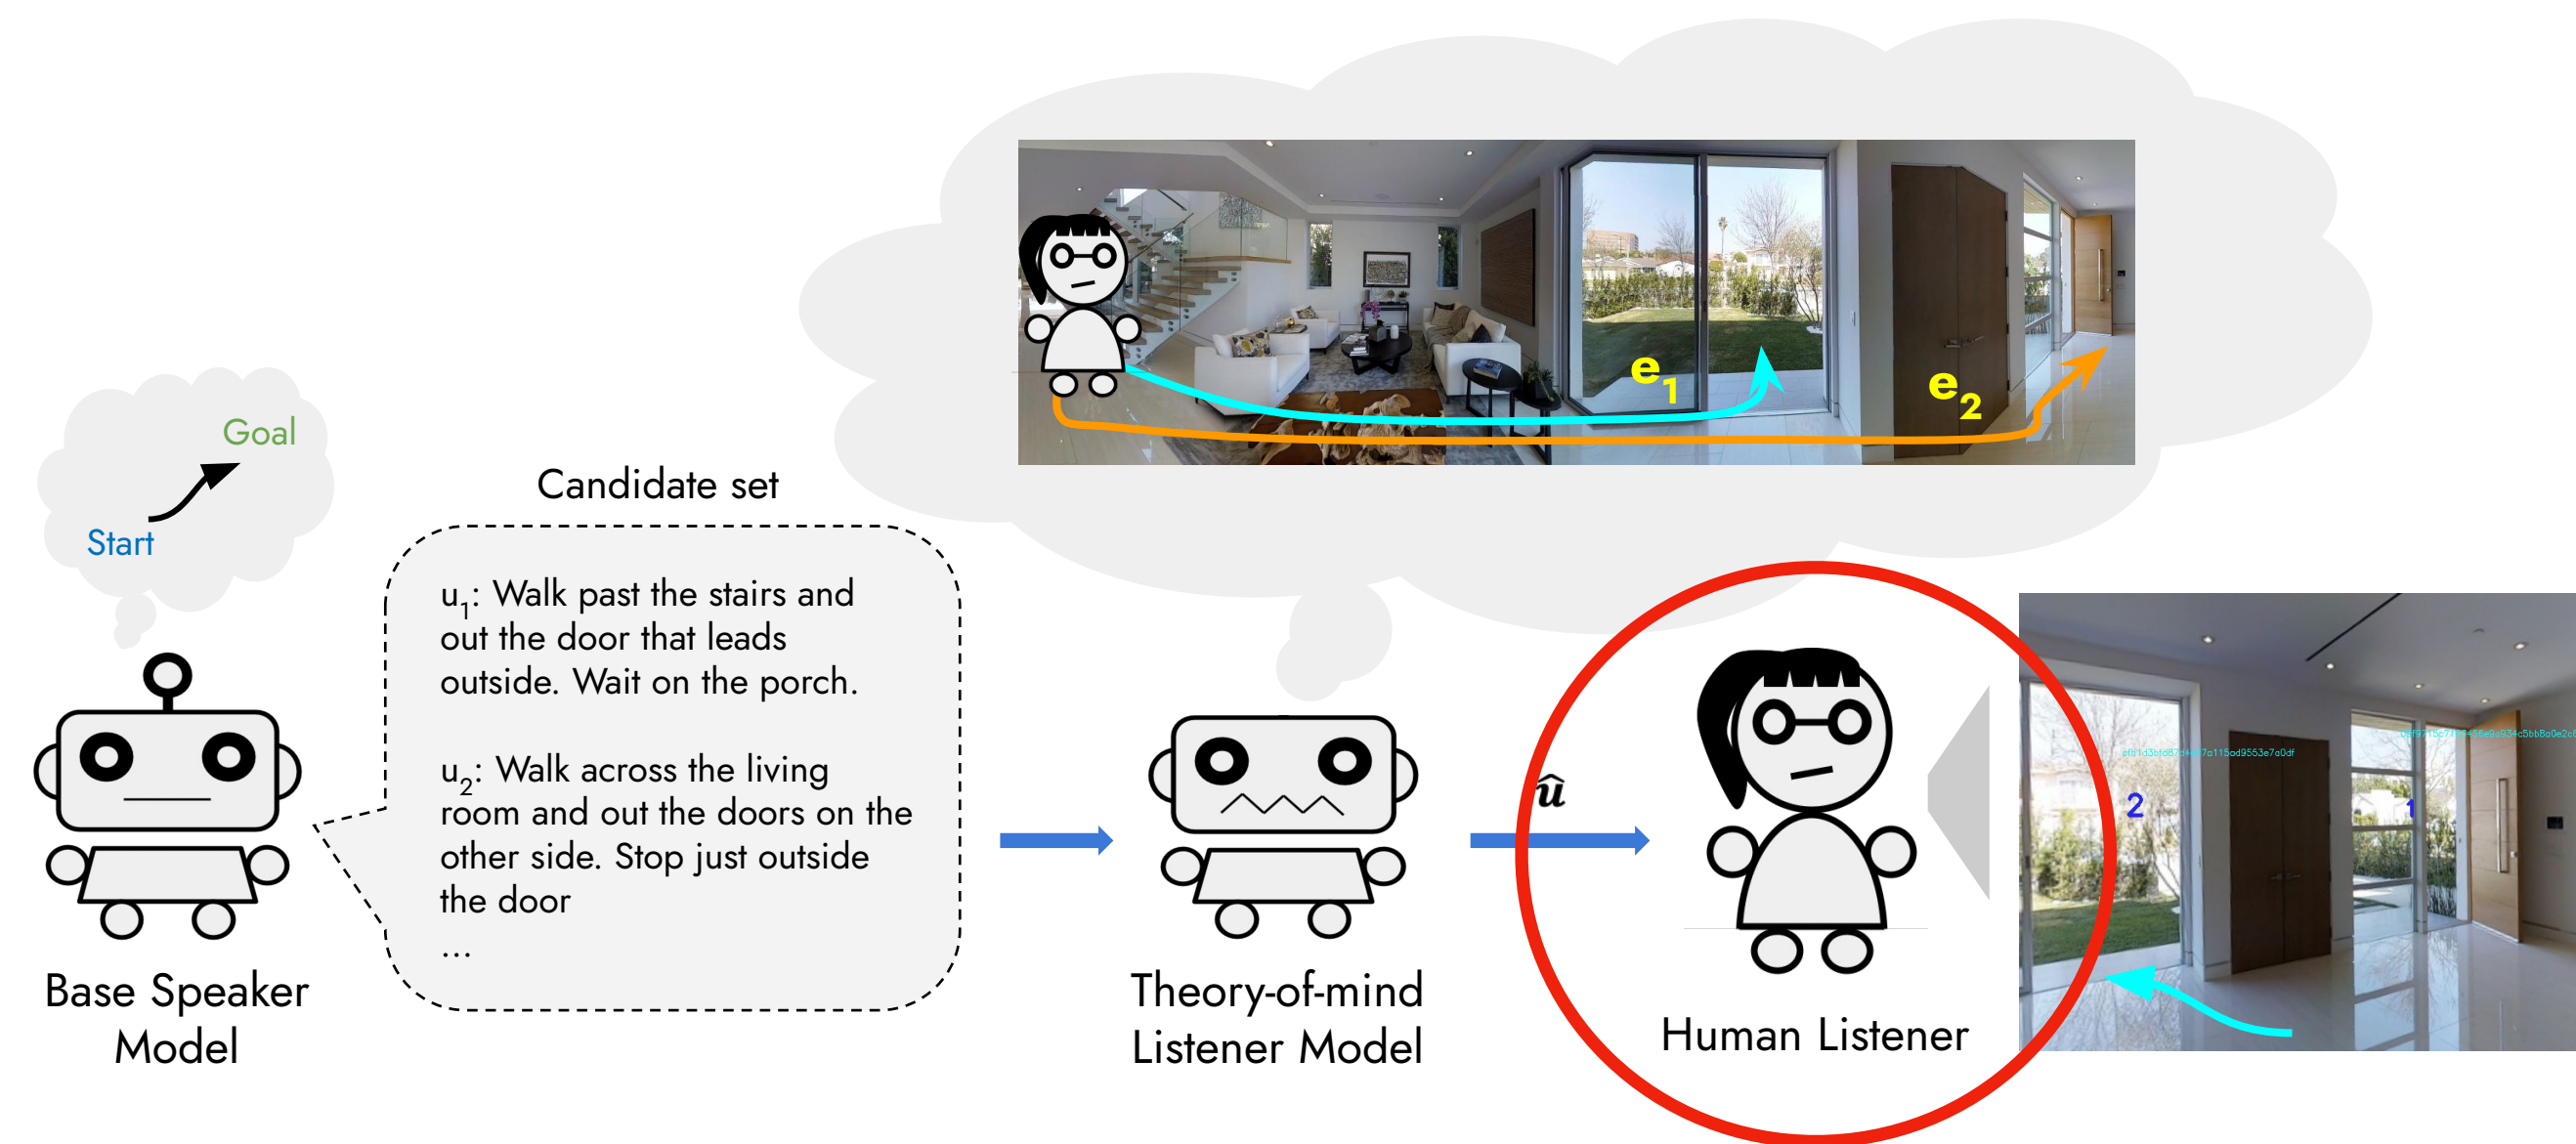 Goal
Start
Candidate set
u1: Walk past the stairs and
out the door that leads
outside. Wait on the porch.
u2: Walk across the living
room and out the doors on the
other side. Stop just outside
the door
...
Base Speaker
Model
e1
e2
Theory-of-mind
Listener Model
û
Human Listener
2
1